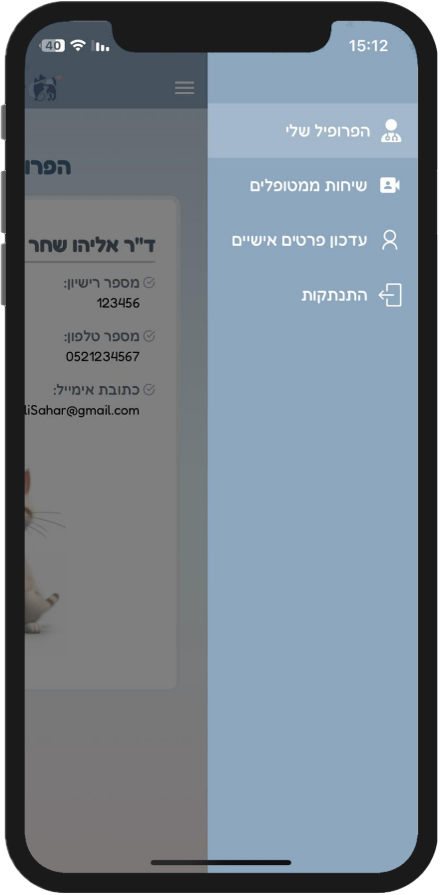 15:12
40
הפרופיל שלי
שיחות ממטופלים
עדכון פרטים אישיים
התנתקות
ד"ר אליהו שחר
מספר רישיון:
123456
מספר טלפון:
0521234567
כתובת אימייל:
liSahar@gmail.com